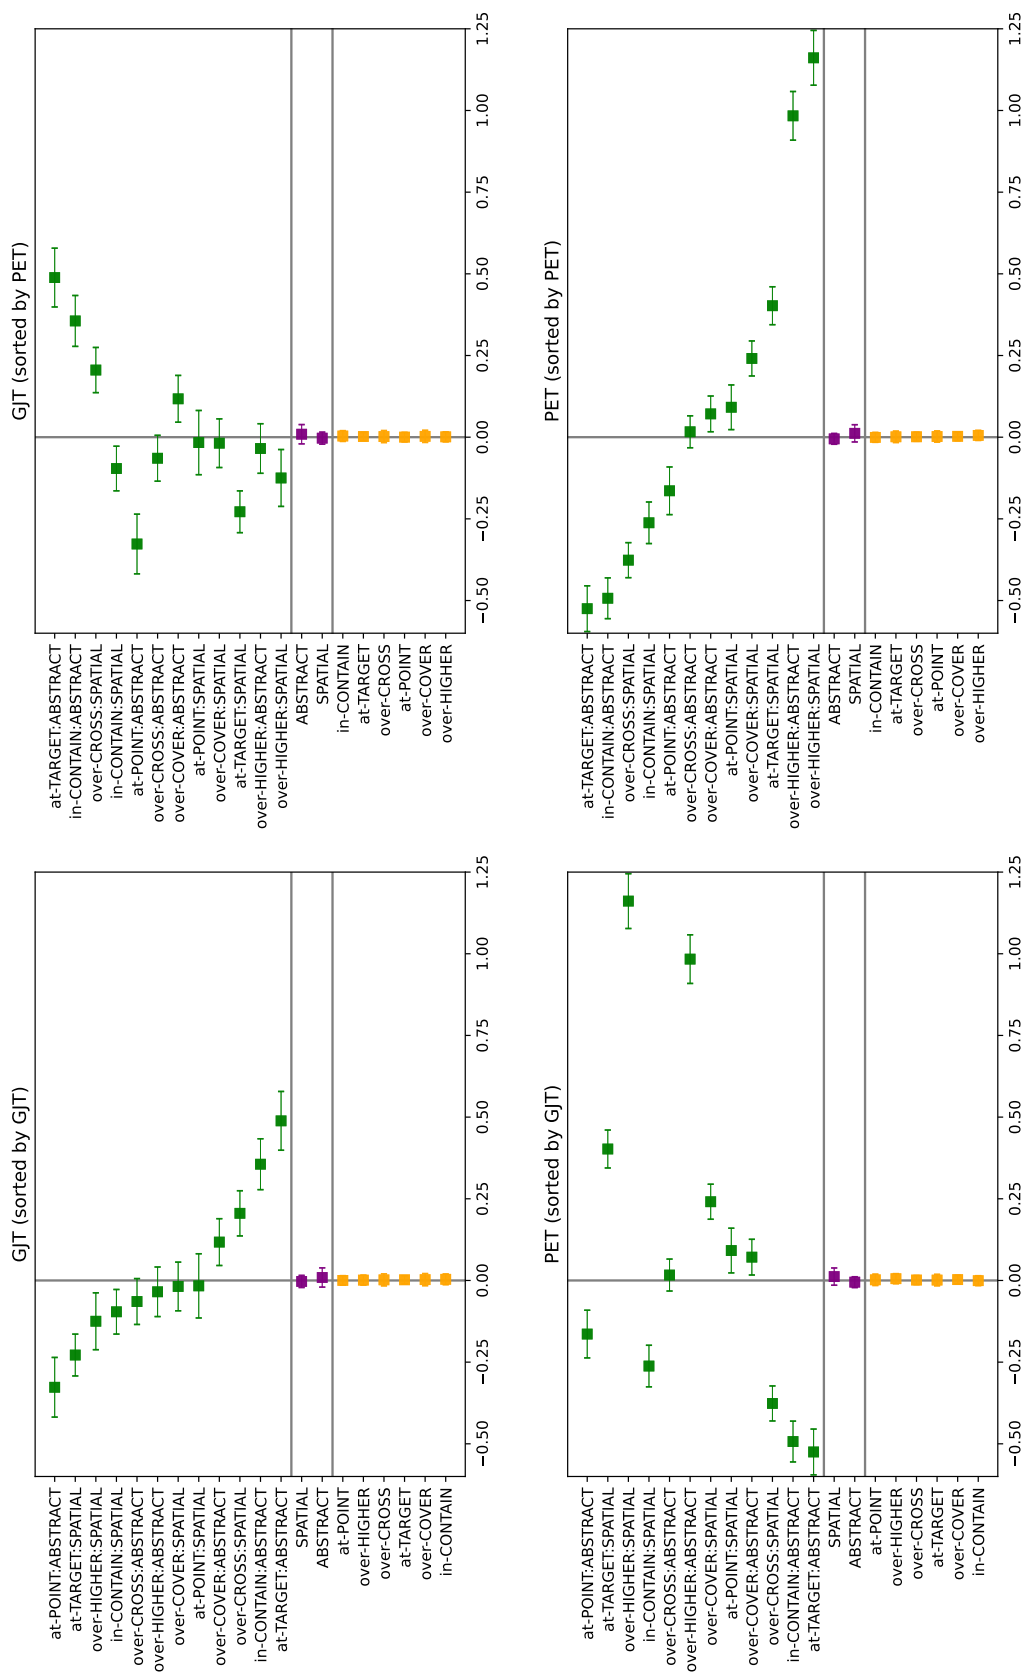 GJT (sorted by PET)
1.25
1.00
0.75
0.50
0.25
0.00
−0.25
−0.50
at-TARGET:ABSTRACT
in-CONTAIN:ABSTRACT
over-CROSS:SPATIAL
in-CONTAIN:SPATIAL
at-POINT:ABSTRACT
over-CROSS:ABSTRACT
over-COVER:ABSTRACT
at-POINT:SPATIAL
over-COVER:SPATIAL
at-TARGET:SPATIAL
over-HIGHER:ABSTRACT
over-HIGHER:SPATIAL
ABSTRACT
SPATIAL
in-CONTAIN
at-TARGET
over-CROSS
at-POINT
over-COVER
over-HIGHER
PET (sorted by PET)
1.25
1.00
0.75
0.50
0.25
0.00
−0.25
−0.50
at-TARGET:ABSTRACT
in-CONTAIN:ABSTRACT
over-CROSS:SPATIAL
in-CONTAIN:SPATIAL
at-POINT:ABSTRACT
over-CROSS:ABSTRACT
over-COVER:ABSTRACT
at-POINT:SPATIAL
over-COVER:SPATIAL
at-TARGET:SPATIAL
over-HIGHER:ABSTRACT
over-HIGHER:SPATIAL
ABSTRACT
SPATIAL
in-CONTAIN
at-TARGET
over-CROSS
at-POINT
over-COVER
over-HIGHER
GJT (sorted by GJT)
1.25
1.00
0.75
0.50
0.25
0.00
−0.25
−0.50
at-POINT:ABSTRACT
at-TARGET:SPATIAL
over-HIGHER:SPATIAL
in-CONTAIN:SPATIAL
over-CROSS:ABSTRACT
over-HIGHER:ABSTRACT
over-COVER:SPATIAL
at-POINT:SPATIAL
over-COVER:ABSTRACT
over-CROSS:SPATIAL
in-CONTAIN:ABSTRACT
at-TARGET:ABSTRACT
SPATIAL
ABSTRACT
at-POINT
over-HIGHER
over-CROSS
at-TARGET
over-COVER
in-CONTAIN
PET (sorted by GJT)
1.25
1.00
0.75
0.50
0.25
0.00
−0.25
−0.50
at-POINT:ABSTRACT
at-TARGET:SPATIAL
over-HIGHER:SPATIAL
in-CONTAIN:SPATIAL
over-CROSS:ABSTRACT
over-HIGHER:ABSTRACT
over-COVER:SPATIAL
at-POINT:SPATIAL
over-COVER:ABSTRACT
over-CROSS:SPATIAL
in-CONTAIN:ABSTRACT
at-TARGET:ABSTRACT
SPATIAL
ABSTRACT
at-POINT
over-HIGHER
over-CROSS
at-TARGET
over-COVER
in-CONTAIN